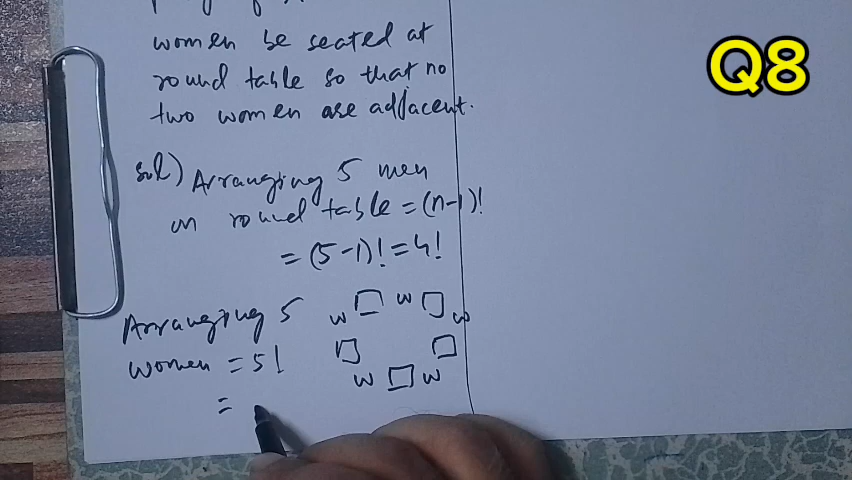 women be seated at
round table so that no
two women are adjacent.
Q8
Sol) Arranging 5 men
on round table = (n-1)!
= (5-1)! = 4!
Arranging 5
women = 5!
=
W W W
W W